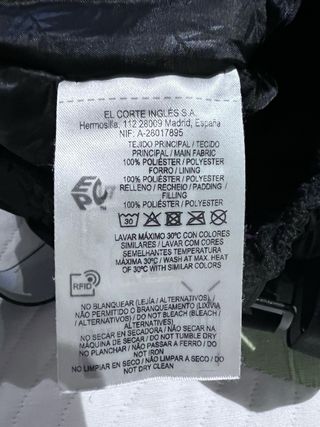 EL CORTE INGLÉS S.A.
Hermosilla, 112 28009 Madrid, España
NIF: A-28017895
TEJIDO PRINCIPAL / TECIDO
PRINCIPAL / MAIN FABRIC
100% POLIÉSTER / POLYESTER
FORRO / LINING
100% POLIÉSTER / POLYESTER
RELLENO / RECHEIO / PADDING /
FILLING
100% POLIÉSTER / POLYESTER
30
LAVAR MÁXIMO 30ºC CON COLORES
SIMILARES / LAVAR COM CORES
SEMELHANTES TEMPERATURA
MÁXIMA 30ºC / WASH AT MAX. HEAT
OF 30ºC WITH SIMILAR COLORS
RFID
NO BLANQUEAR (LEJÍA / ALTERNATIVOS) /
NÃO PERMITIDO O BRANQUEAMENTO (LIXÍVIA
/ ALTERNATIVOS) / DO NOT BLEACH (BLEACH /
ALTERNATIVES)
NO SECAR EN SECADORA / NÃO SECAR NA
MÁQUINA DE SECAR / DO NOT TUMBLE DRY
NO PLANCHAR / NÃO PASSAR A FERRO / DO
NOT IRON
NO LIMPIAR EN SECO / NÃO LIMPAR A SECO /
DO NOT DRY CLEAN